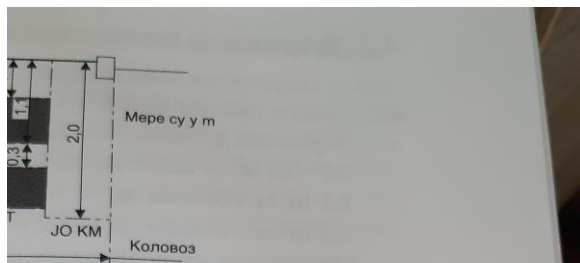 1,1
Мере су у m
2,0
0,3
Т
ЈО КМ
Коловоз